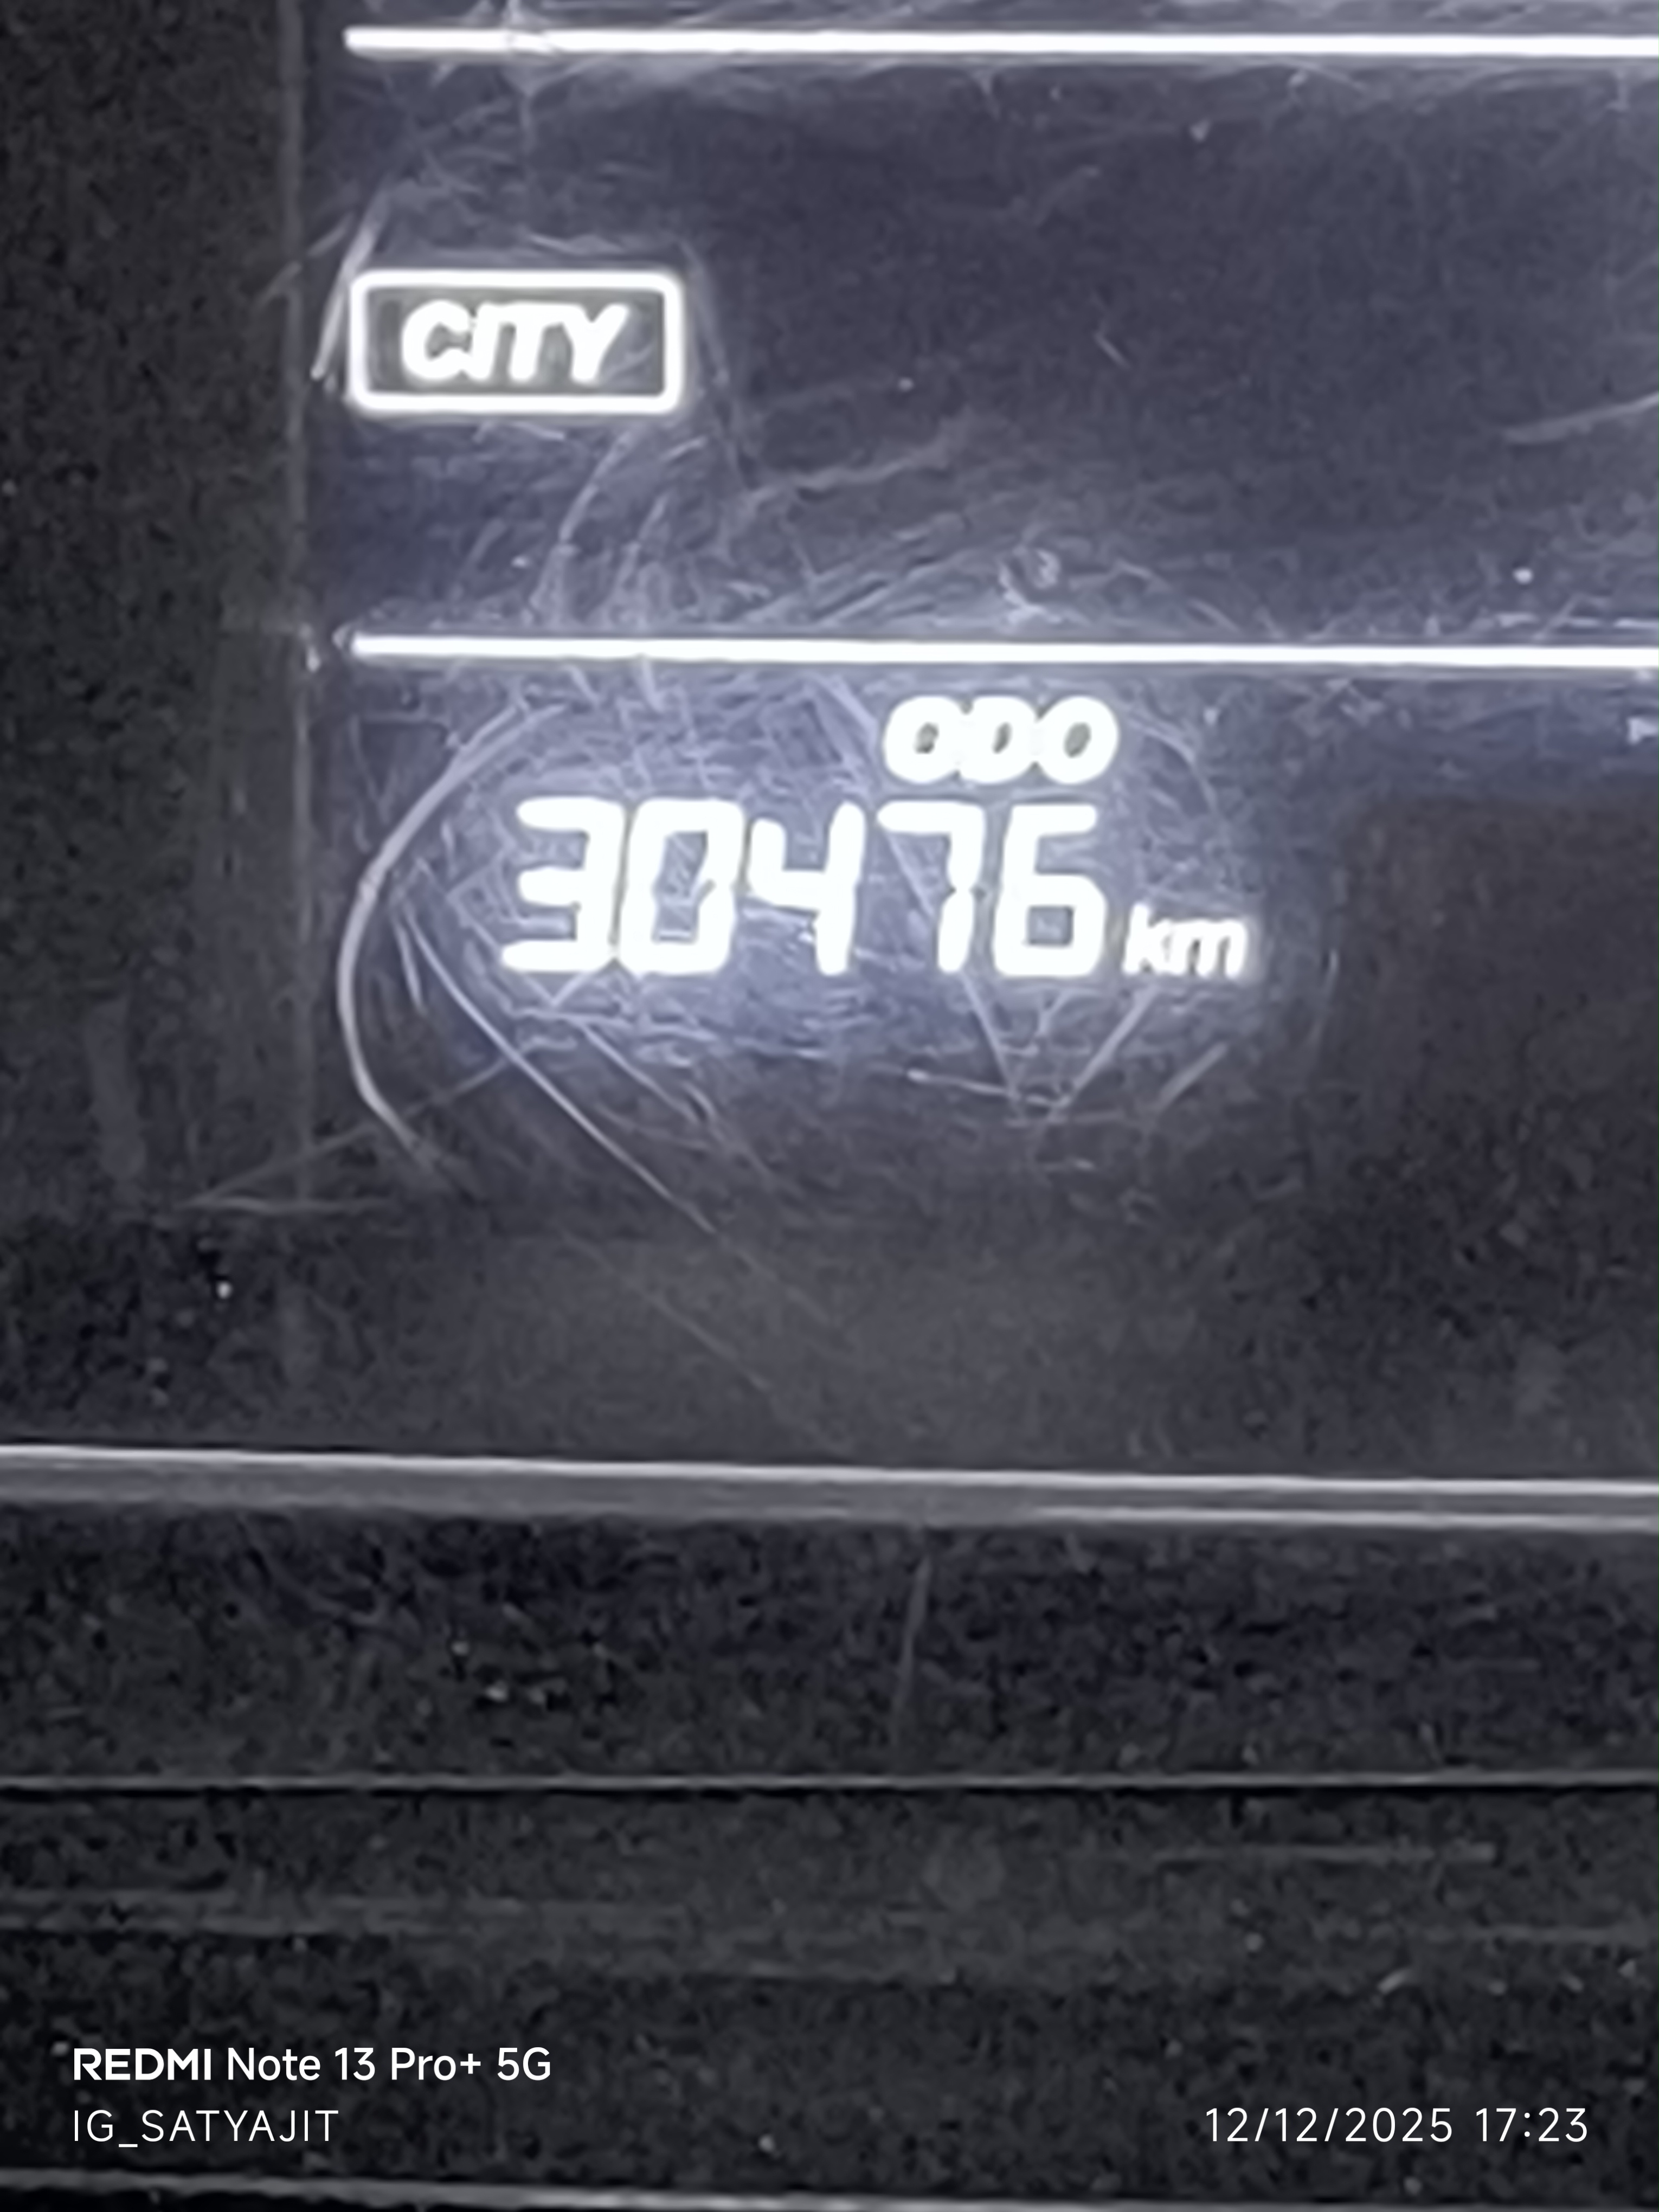 CITY
ODO
30476 km
REDMI Note 13 Pro+ 5G
IG_SATYAJIT
12/12/2025 17:23